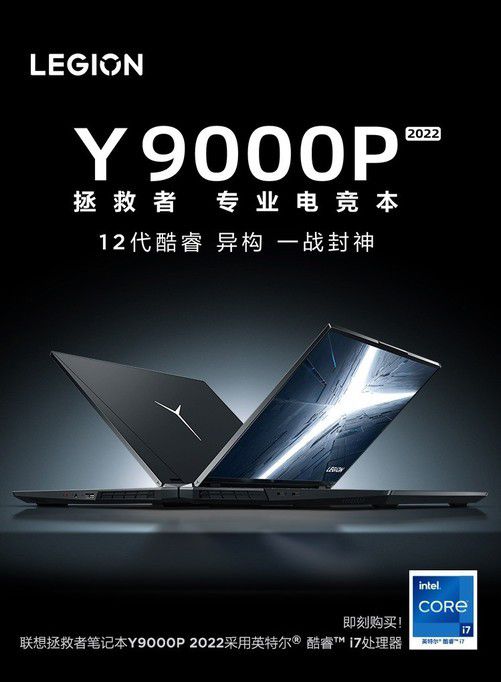 LEGION
Y9000P 2022
拯救者 专业电竞本
12代酷睿 异构 一战封神
LEGION
即刻购买!
联想拯救者笔记本Y9000P 2022采用英特尔® 酷睿™ i7处理器
intel.
CORE
i7
英特尔® 酷睿™ i7